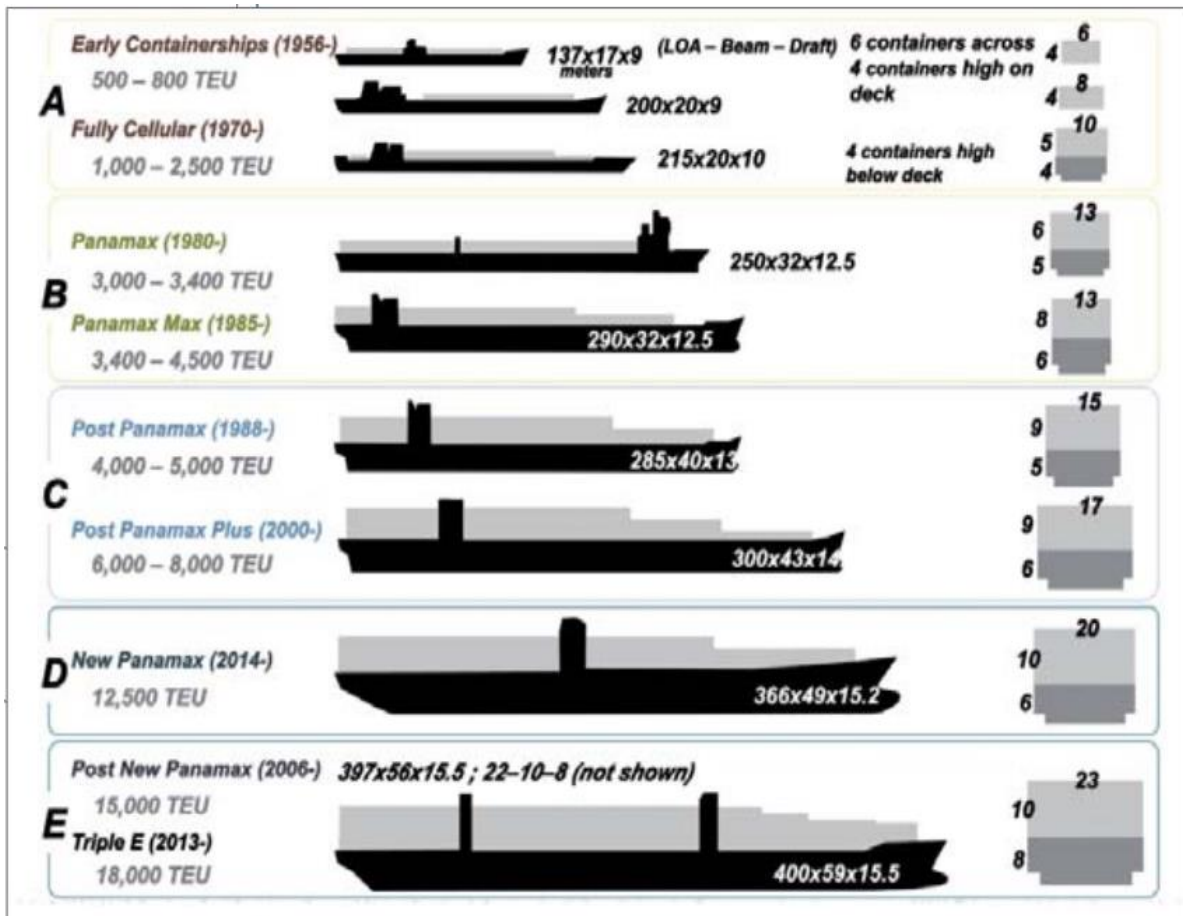 Early Containerships (1956-)
500 – 800 TEU
137x17x9
meters
(LOA – Beam – Draft)
6 containers across
4 containers high on
deck
6
4
A
200x20x9
8
4
Fully Cellular (1970-)
1,000 – 2,500 TEU
215x20x10
4 containers high
below deck
10
5
4
B
Panamax (1980-)
3,000 – 3,400 TEU
250x32x12.5
13
6
5
Panamax Max (1985-)
3,400 – 4,500 TEU
290x32x12.5
13
8
6
C
Post Panamax (1988-)
4,000 – 5,000 TEU
285x40x13
15
9
5
Post Panamax Plus (2000-)
6,000 – 8,000 TEU
300x43x14
17
9
6
D
New Panamax (2014-)
12,500 TEU
366x49x15.2
20
10
6
E
Post New Panamax (2006-)
397x56x15.5 ; 22–10–8 (not shown)
15,000 TEU
Triple E (2013-)
18,000 TEU
400x59x15.5
23
10
8